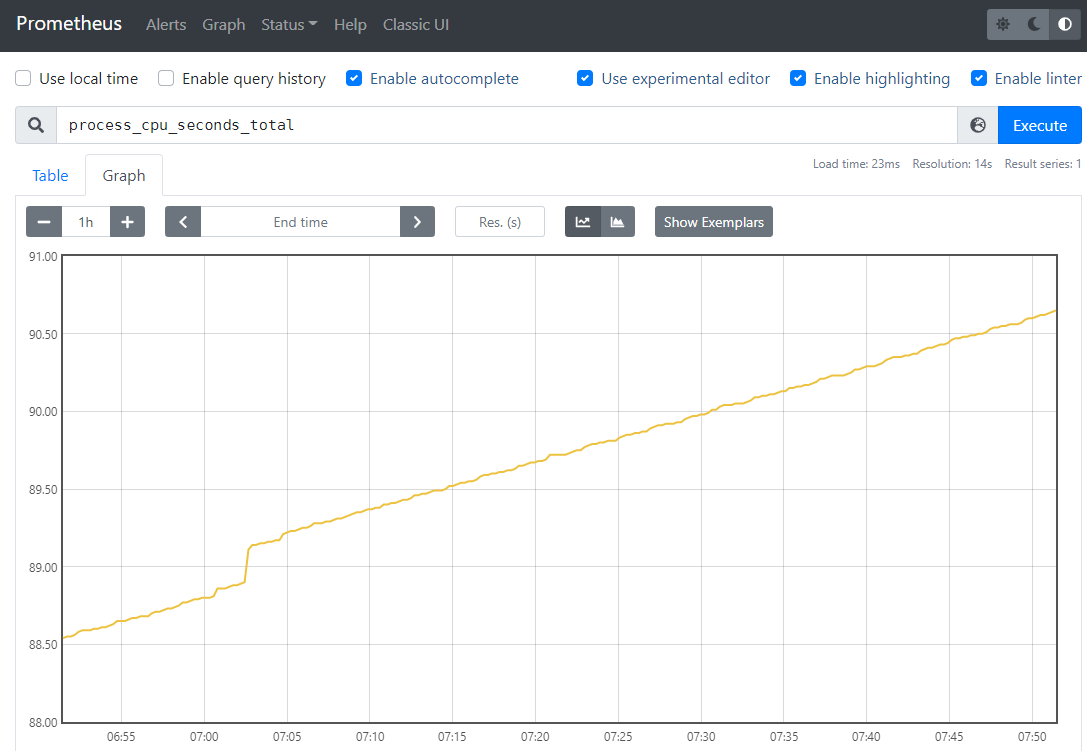 Prometheus Alerts Graph Status Help Classic UI
Use local time Enable query history Enable autocomplete Use experimental editor Enable highlighting Enable linter
process_cpu_seconds_total Execute
Load time: 23ms Resolution: 14s Result series: 1
Table Graph
1h End time Res. (s) Show Exemplars
91.00
90.50
90.00
89.50
89.00
88.50
88.00
06:55 07:00 07:05 07:10 07:15 07:20 07:25 07:30 07:35 07:40 07:45 07:50